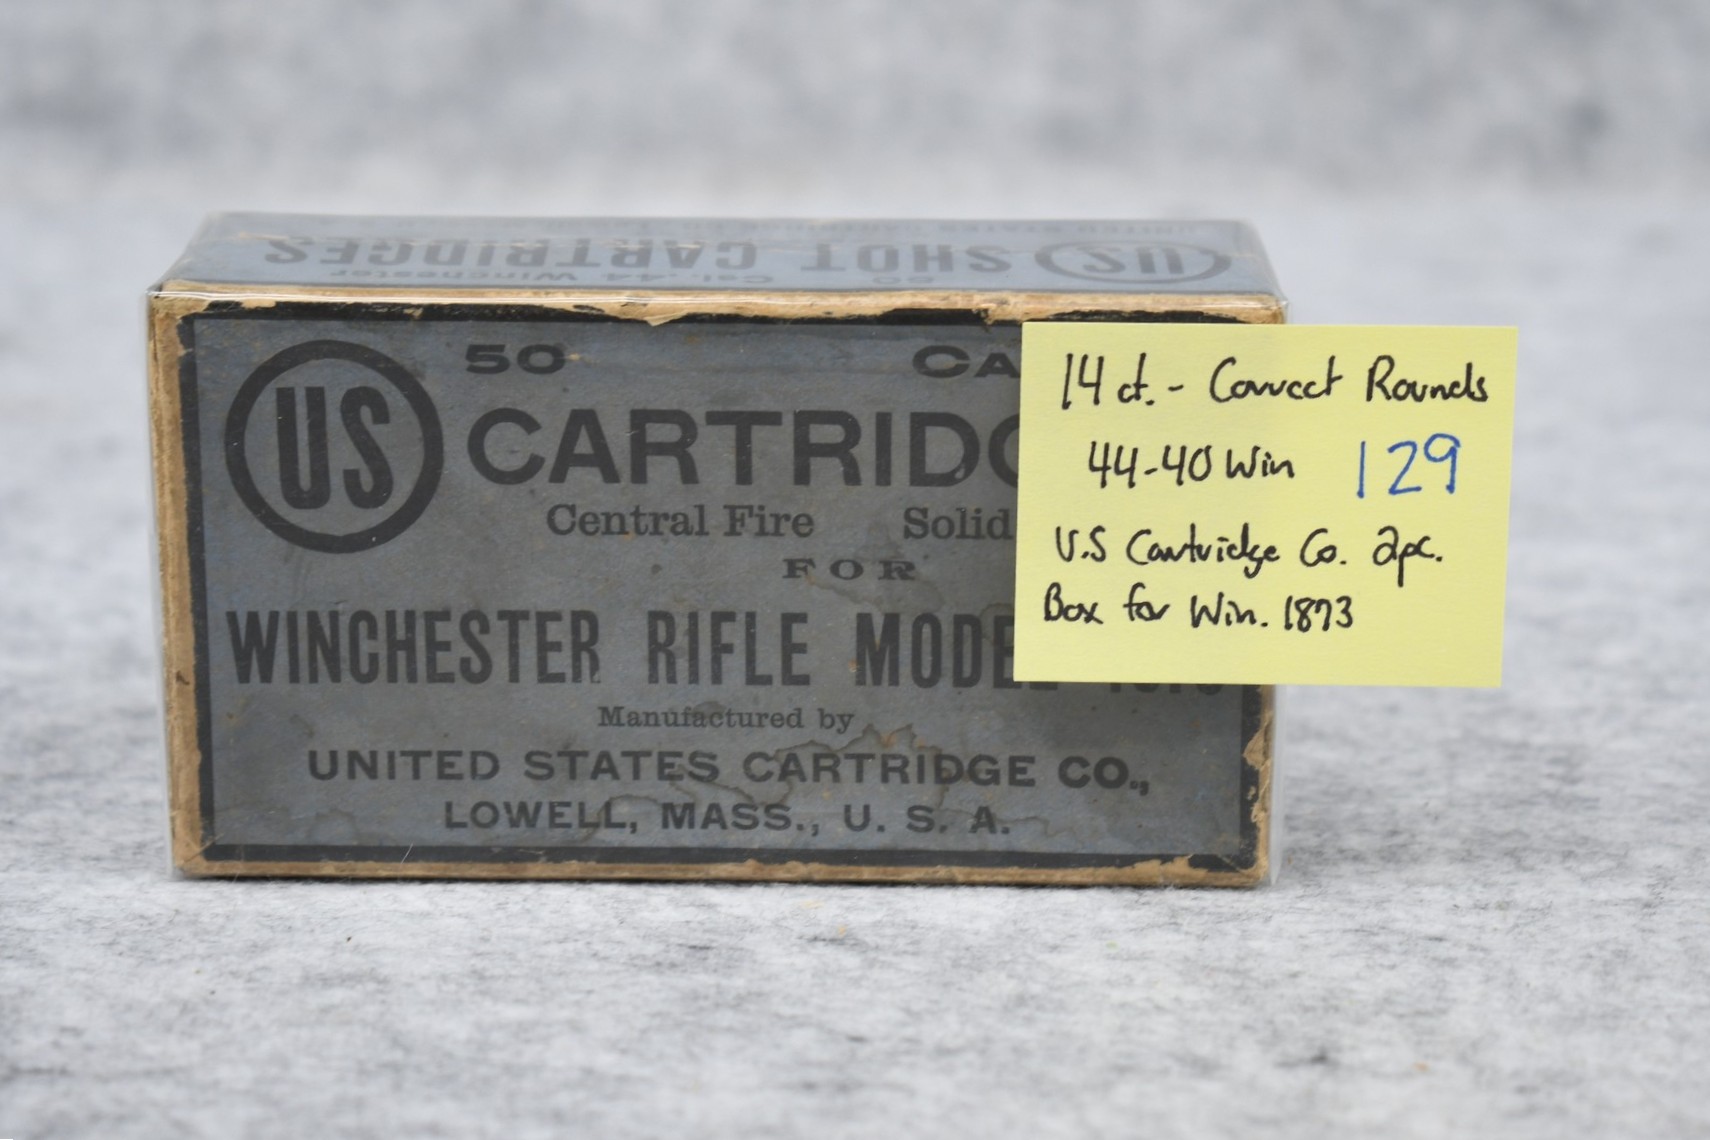 US SHOT CARTRIDGES
50 Cal .44 Winchester
US
50 CA
CARTRIDG
Central Fire Solid
FOR
WINCHESTER RIFLE MODEL
Manufactured by
UNITED STATES CARTRIDGE CO.,
LOWELL, MASS., U. S. A.
14 ct. - Correct Rounds
44-40 Win 129
U.S Cartridge Co. 2pc.
Box for Win. 1873